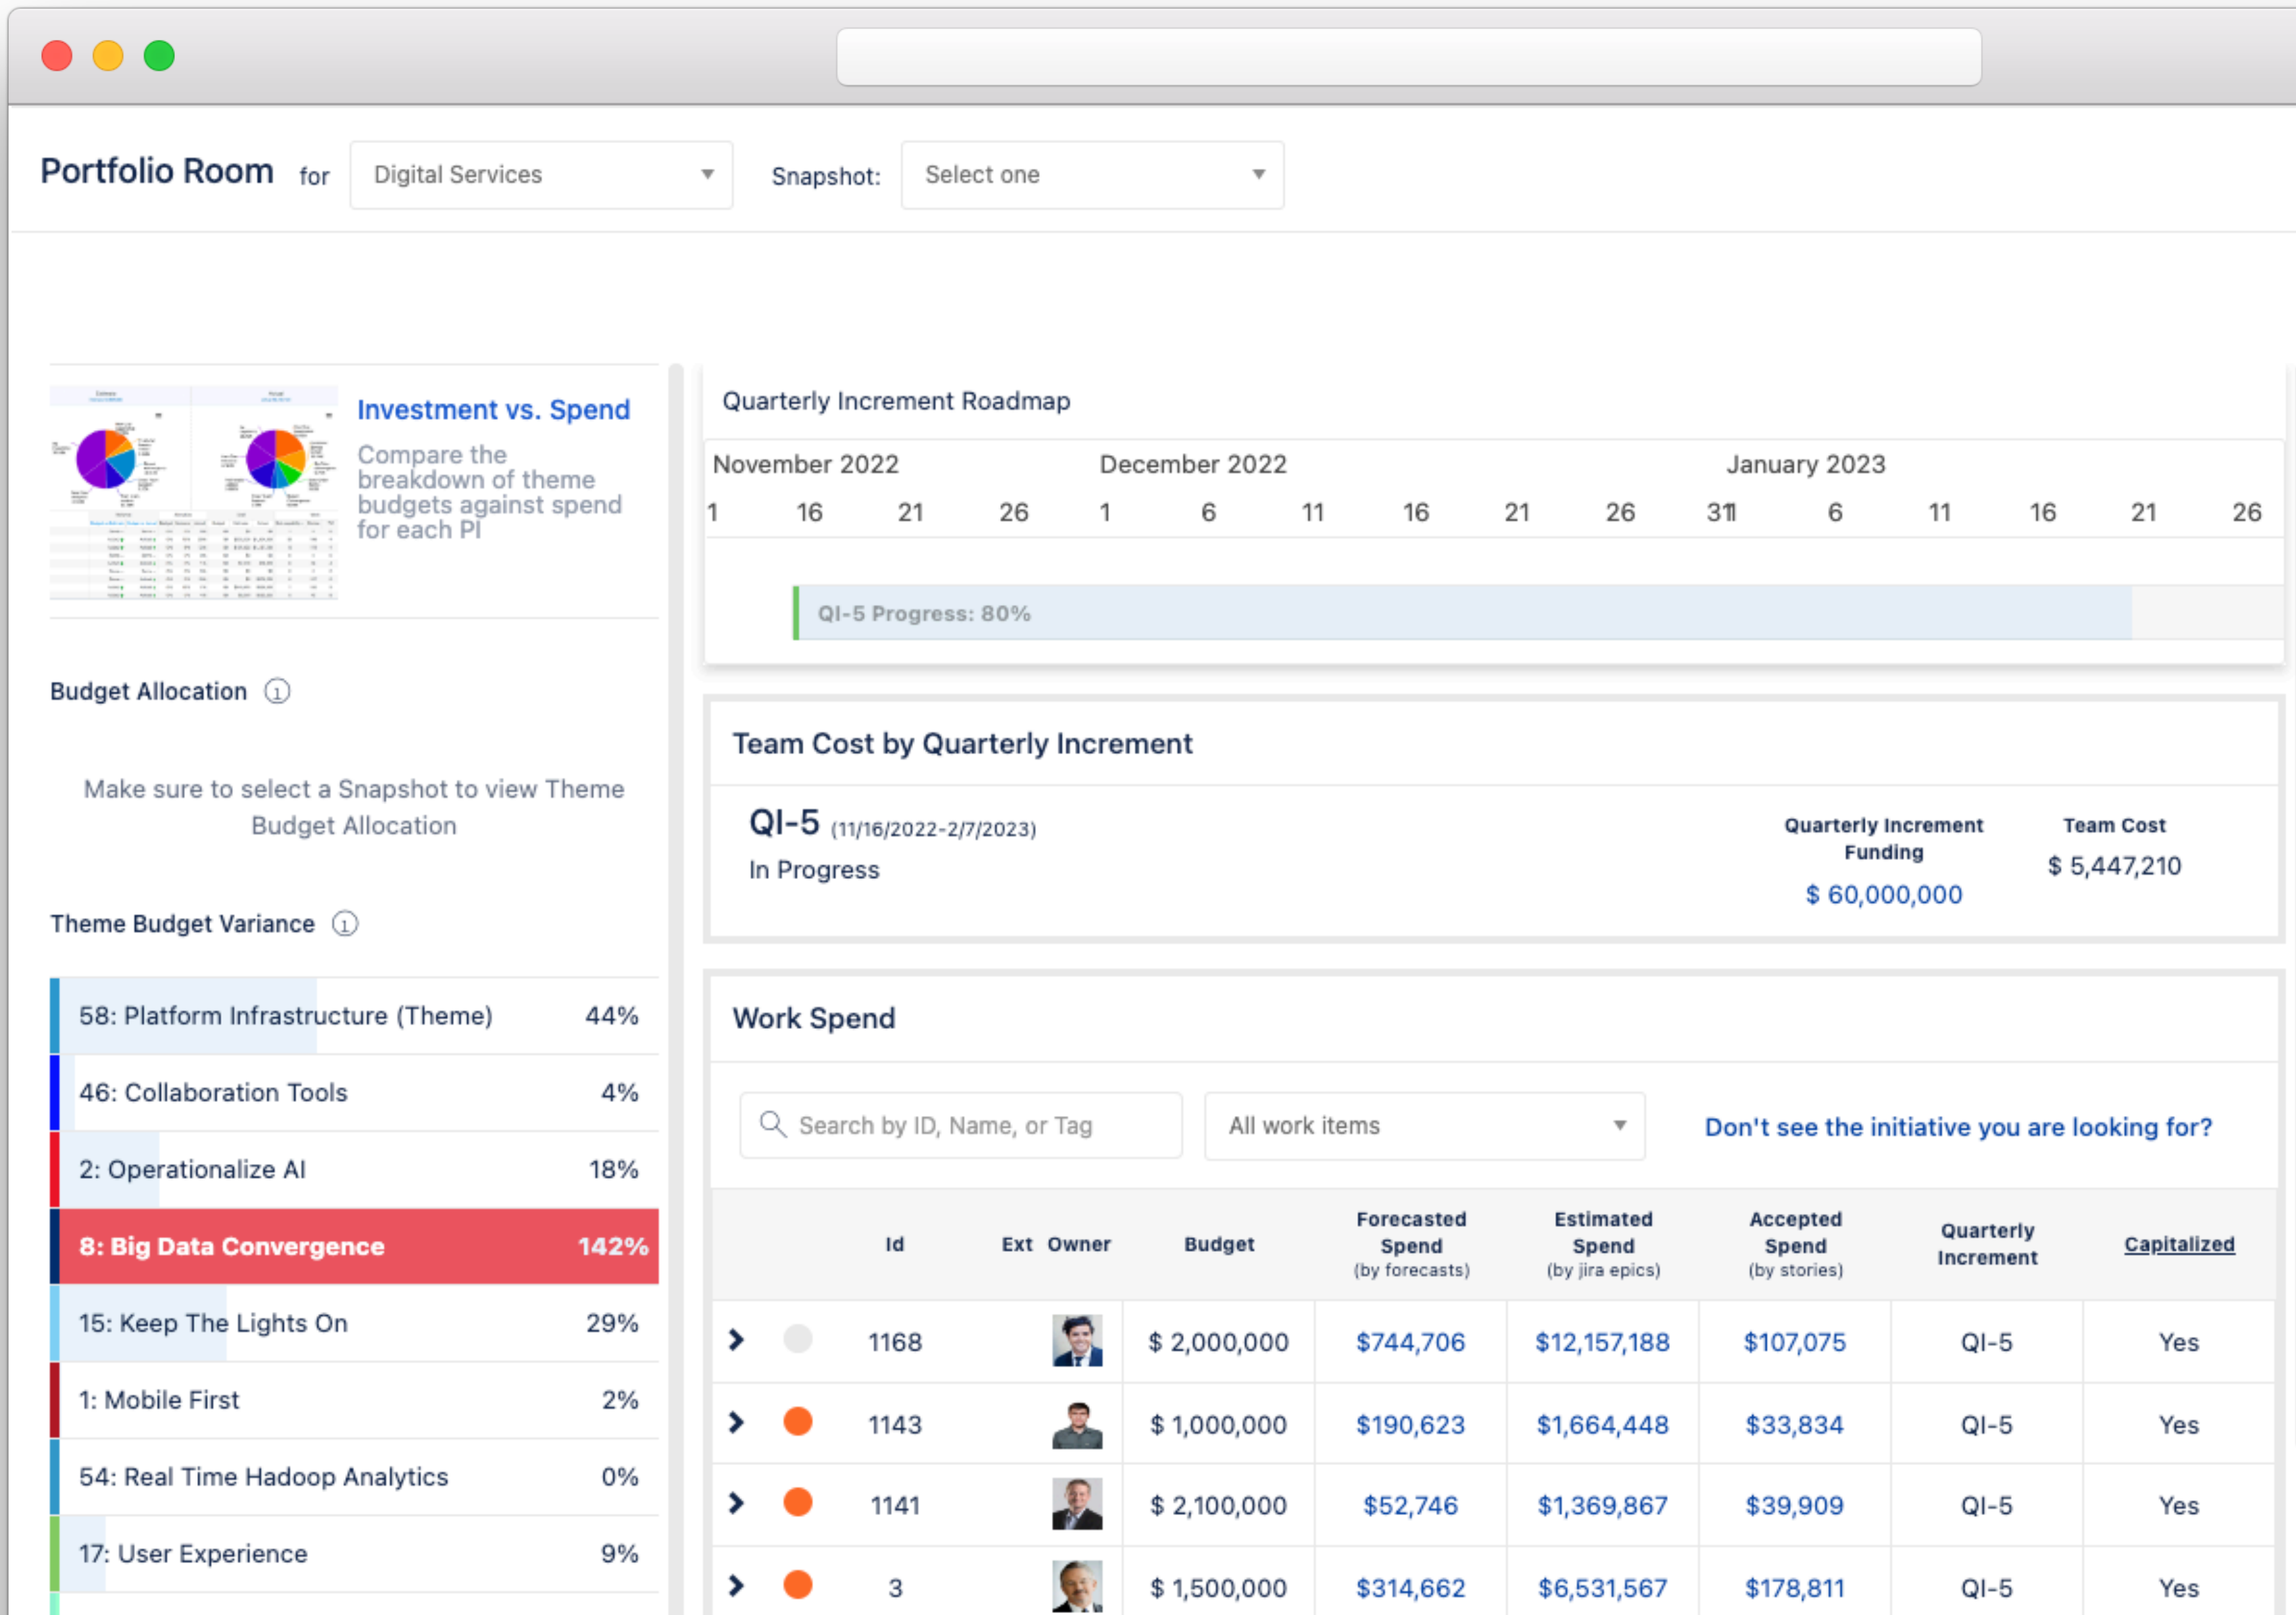 Portfolio Room for Digital Services Snapshot: Select one
Investment vs. Spend
Compare the
breakdown of theme
budgets against spend
for each PI
Budget Allocation
Make sure to select a Snapshot to view Theme
Budget Allocation
Theme Budget Variance
58: Platform Infrastructure (Theme) 44%
46: Collaboration Tools 4%
2: Operationalize AI 18%
8: Big Data Convergence 142%
15: Keep The Lights On 29%
1: Mobile First 2%
54: Real Time Hadoop Analytics 0%
17: User Experience 9%
Quarterly Increment Roadmap
November 2022 December 2022 January 2023
1 16 21 26 1 6 11 16 21 26 31 1 6 11 16 21 26
QI-5 Progress: 80%
Team Cost by Quarterly Increment
QI-5 (11/16/2022-2/7/2023)
In Progress
Quarterly Increment
Funding
$ 60,000,000
Team Cost
$ 5,447,210
Work Spend
Search by ID, Name, or Tag All work items Don't see the initiative you are looking for?
Id Ext Owner Budget Forecasted Spend (by forecasts) Estimated Spend (by jira epics) Accepted Spend (by stories) Quarterly Increment Capitalized
1168 $ 2,000,000 $744,706 $12,157,188 $107,075 QI-5 Yes
1143 $ 1,000,000 $190,623 $1,664,448 $33,834 QI-5 Yes
1141 $ 2,100,000 $52,746 $1,369,867 $39,909 QI-5 Yes
3 $ 1,500,000 $314,662 $6,531,567 $178,811 QI-5 Yes